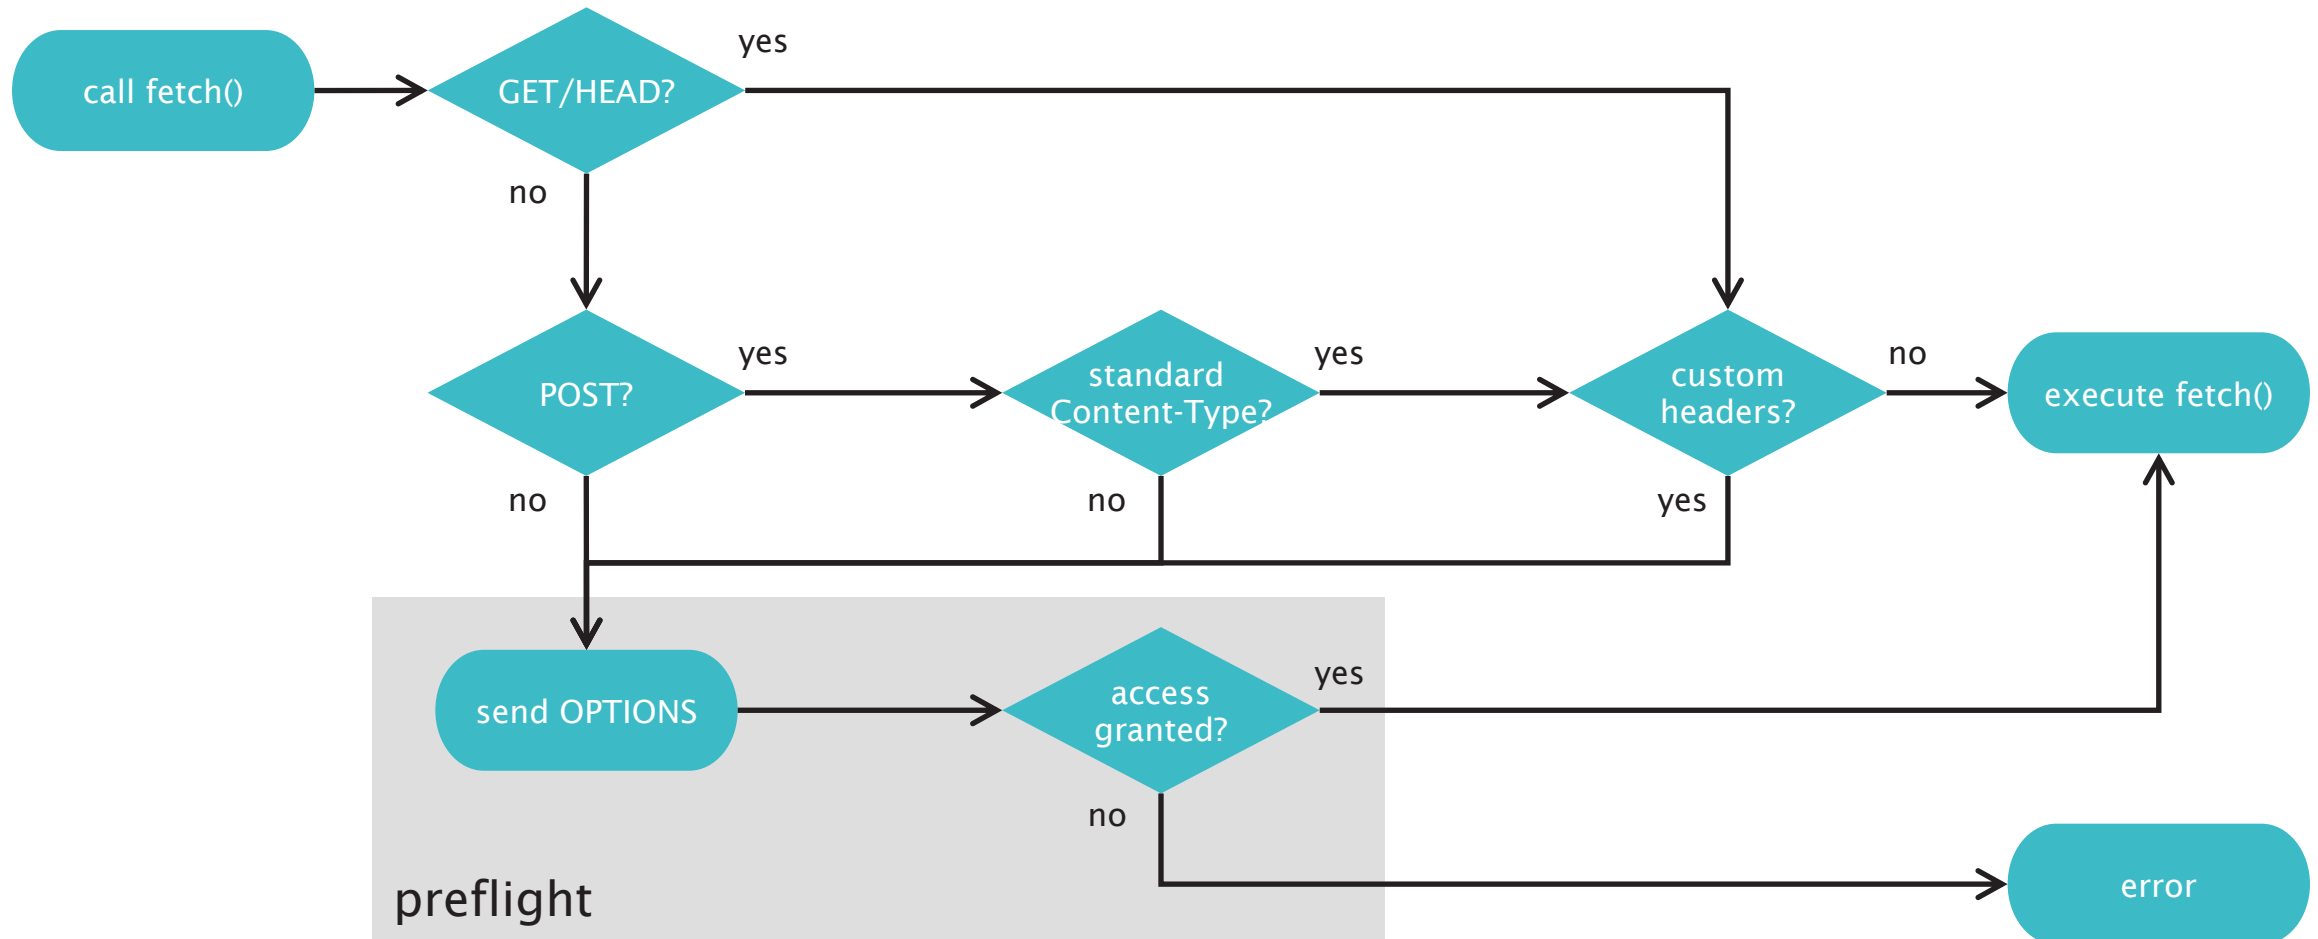 yes
call fetch()
GET/HEAD?
no
yes
yes
no
POST?
standard
Content-Type?
custom
headers?
execute fetch()
no
no
yes
yes
send OPTIONS
access
granted?
no
preflight
error